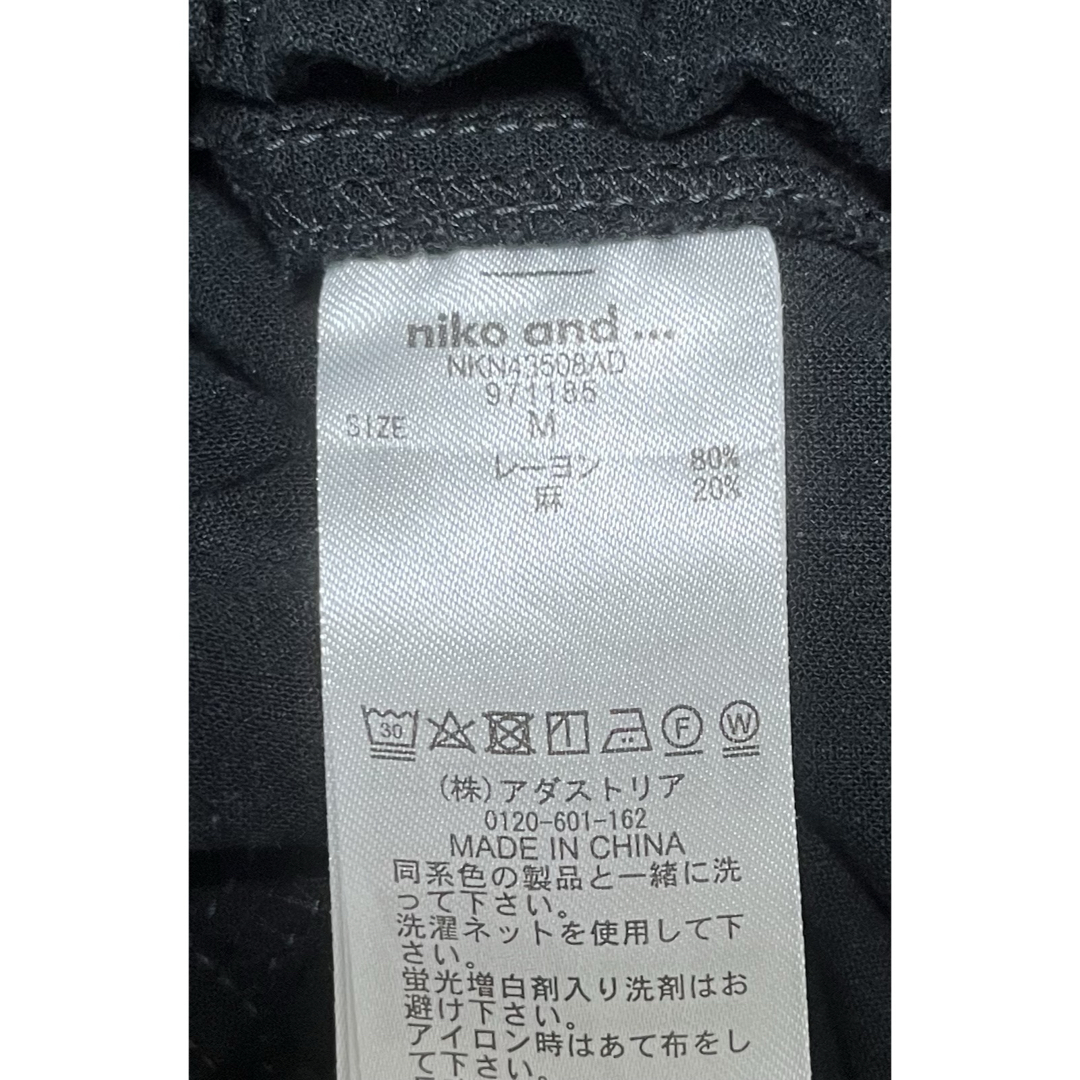 niko and ...
NKN43508AD
971185
SIZE M
レーヨン 80%
麻 20%
30 F W
(株)アダストリア
0120-601-162
MADE IN CHINA
同系色の製品と一緒に洗
って下さい。
洗濯ネットを使用して下
さい。
蛍光増白剤入り洗剤はお
避け下さい。
アイロン時はあて布をし
て下さい。